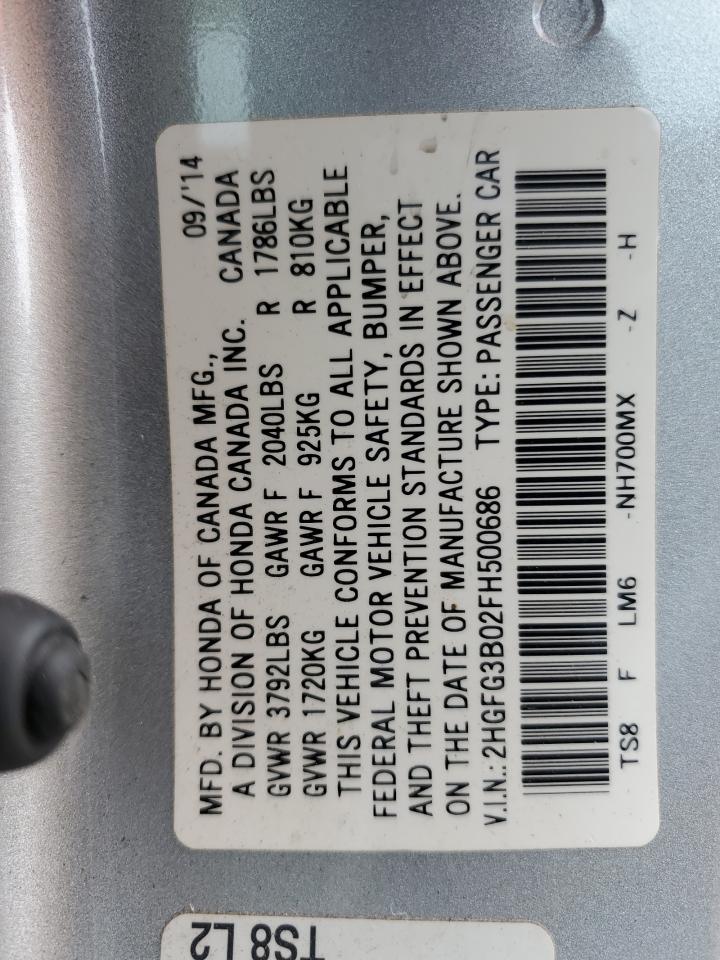 09/'14
MFD. BY HONDA OF CANADA MFG.,
A DIVISION OF HONDA CANADA INC. CANADA
GVWR 3792LBS GAWR F 2040LBS R 1786LBS
GVWR 1720KG GAWR F 925KG R 810KG
THIS VEHICLE CONFORMS TO ALL APPLICABLE
FEDERAL MOTOR VEHICLE SAFETY, BUMPER,
AND THEFT PREVENTION STANDARDS IN EFFECT
ON THE DATE OF MANUFACTURE SHOWN ABOVE.
V.I.N.: 2HGFG3B02FH500686 TYPE: PASSENGER CAR
TS8 F LM6 -NH700MX -Z -H
TS8 L2